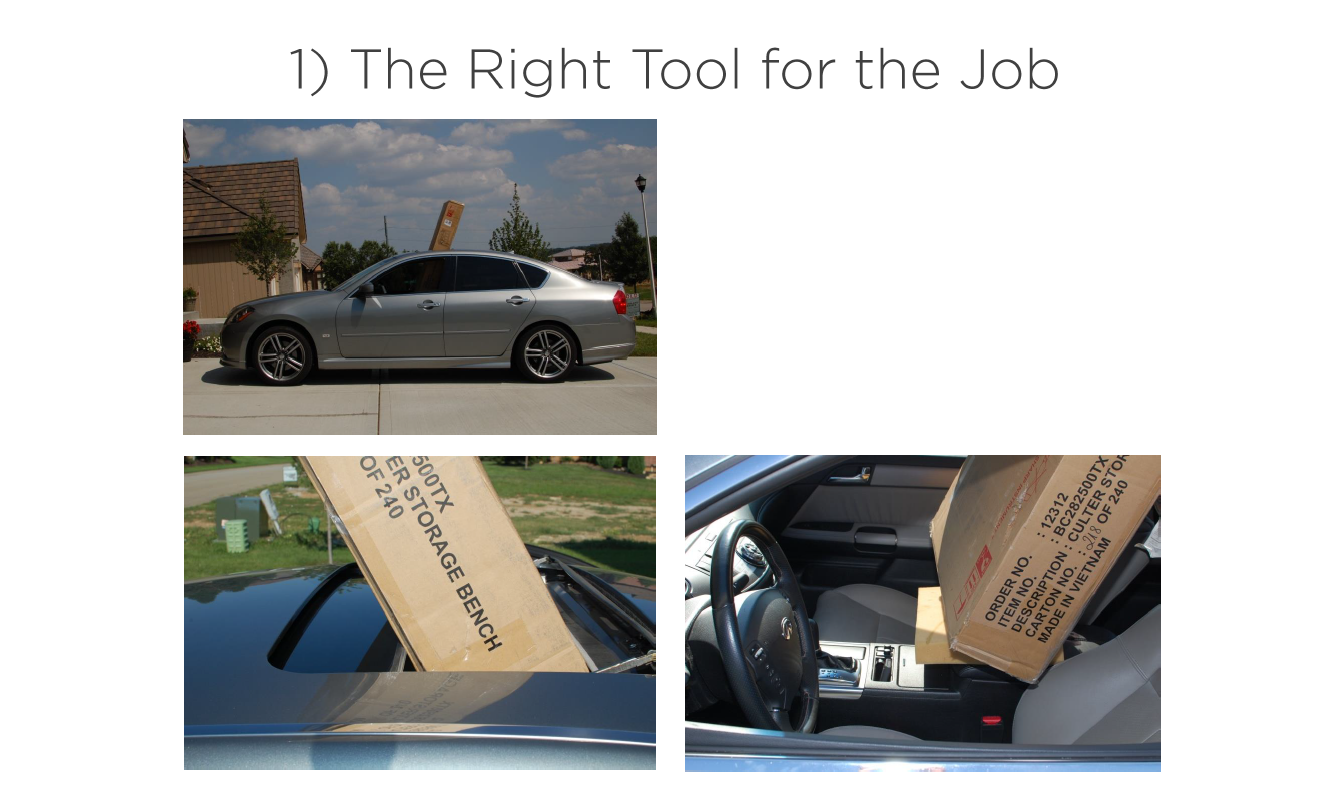 1) The Right Tool for the Job
500TX
ER STORAGE BENCH
OF 240
ORDER NO. : 12312
ITEM NO. : BC282500TX
DESCRIPTION : CULTER STOR
CARTON NO. : 218 OF 240
MADE IN VIETNAM